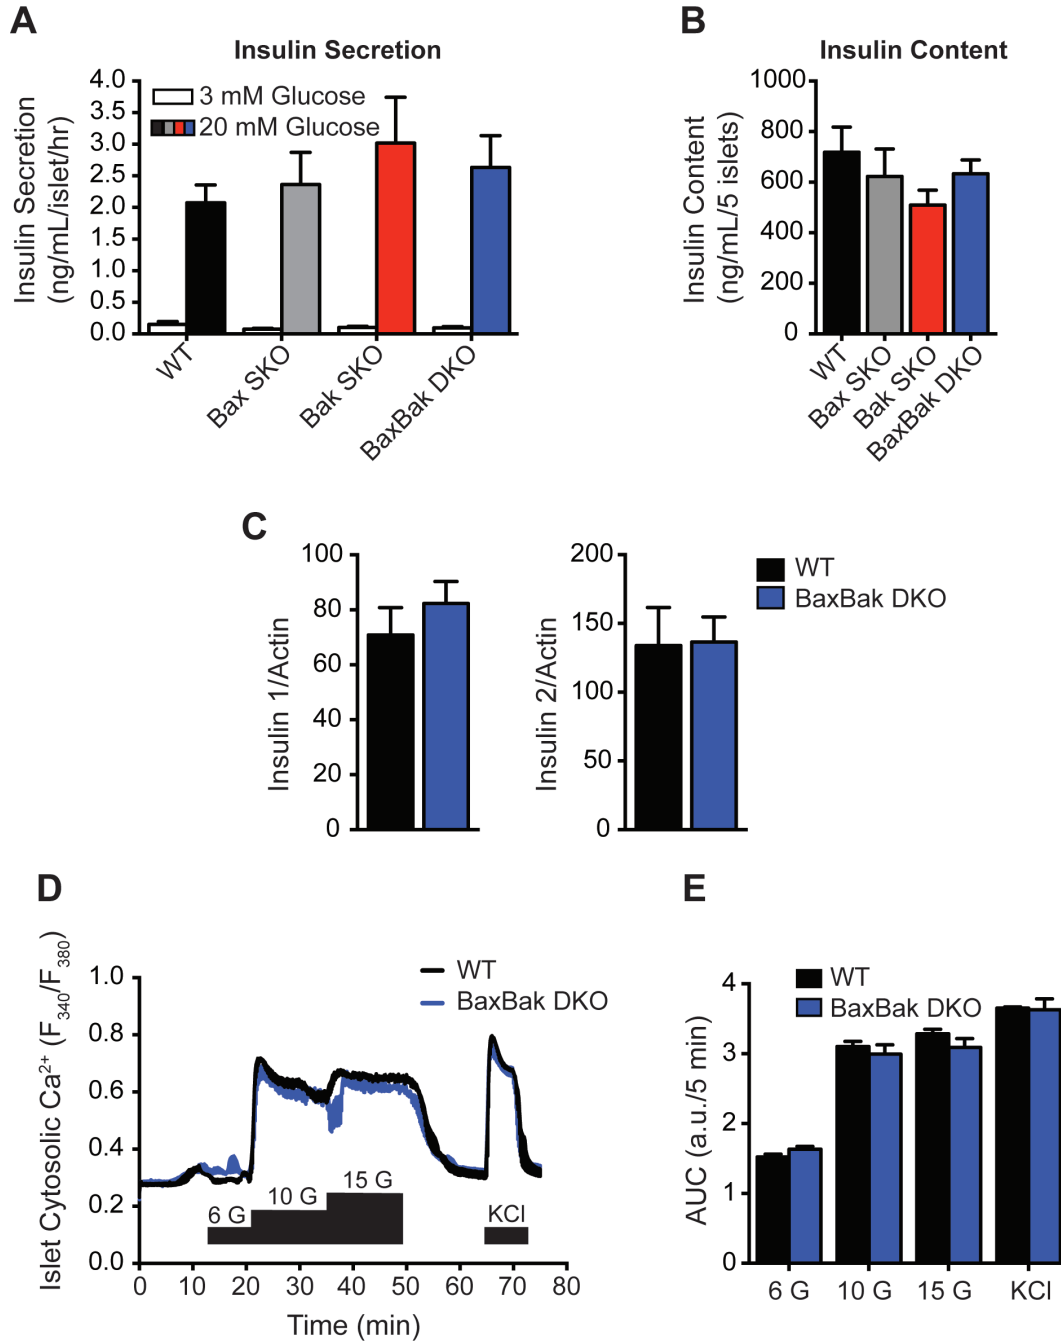 A
Insulin Secretion
Insulin Secretion
(ng/mL/islet/hr)
4.0
3.5
3.0
2.5
2.0
1.5
1.0
0.5
0.0
3 mM Glucose
20 mM Glucose
WT
Bax SKO
Bak SKO
BaxBak DKO
B
Insulin Content
Insulin Content
(ng/mL/5 islets)
1000
800
600
400
200
0
WT
Bax SKO
Bak SKO
BaxBak DKO
C
Insulin 1/Actin
100
80
60
40
20
0
Insulin 2/Actin
200
150
100
50
0
WT
BaxBak DKO
D
Islet Cytosolic Ca²⁺ (F₃₄₀/F₃₈₀)
1.0
0.8
0.6
0.4
0.2
0.0
WT
BaxBak DKO
6 G
10 G
15 G
KCl
0 10 20 30 40 50 60 70 80
Time (min)
E
AUC (a.u./5 min)
4
3
2
1
0
WT
BaxBak DKO
6 G 10 G 15 G KCl